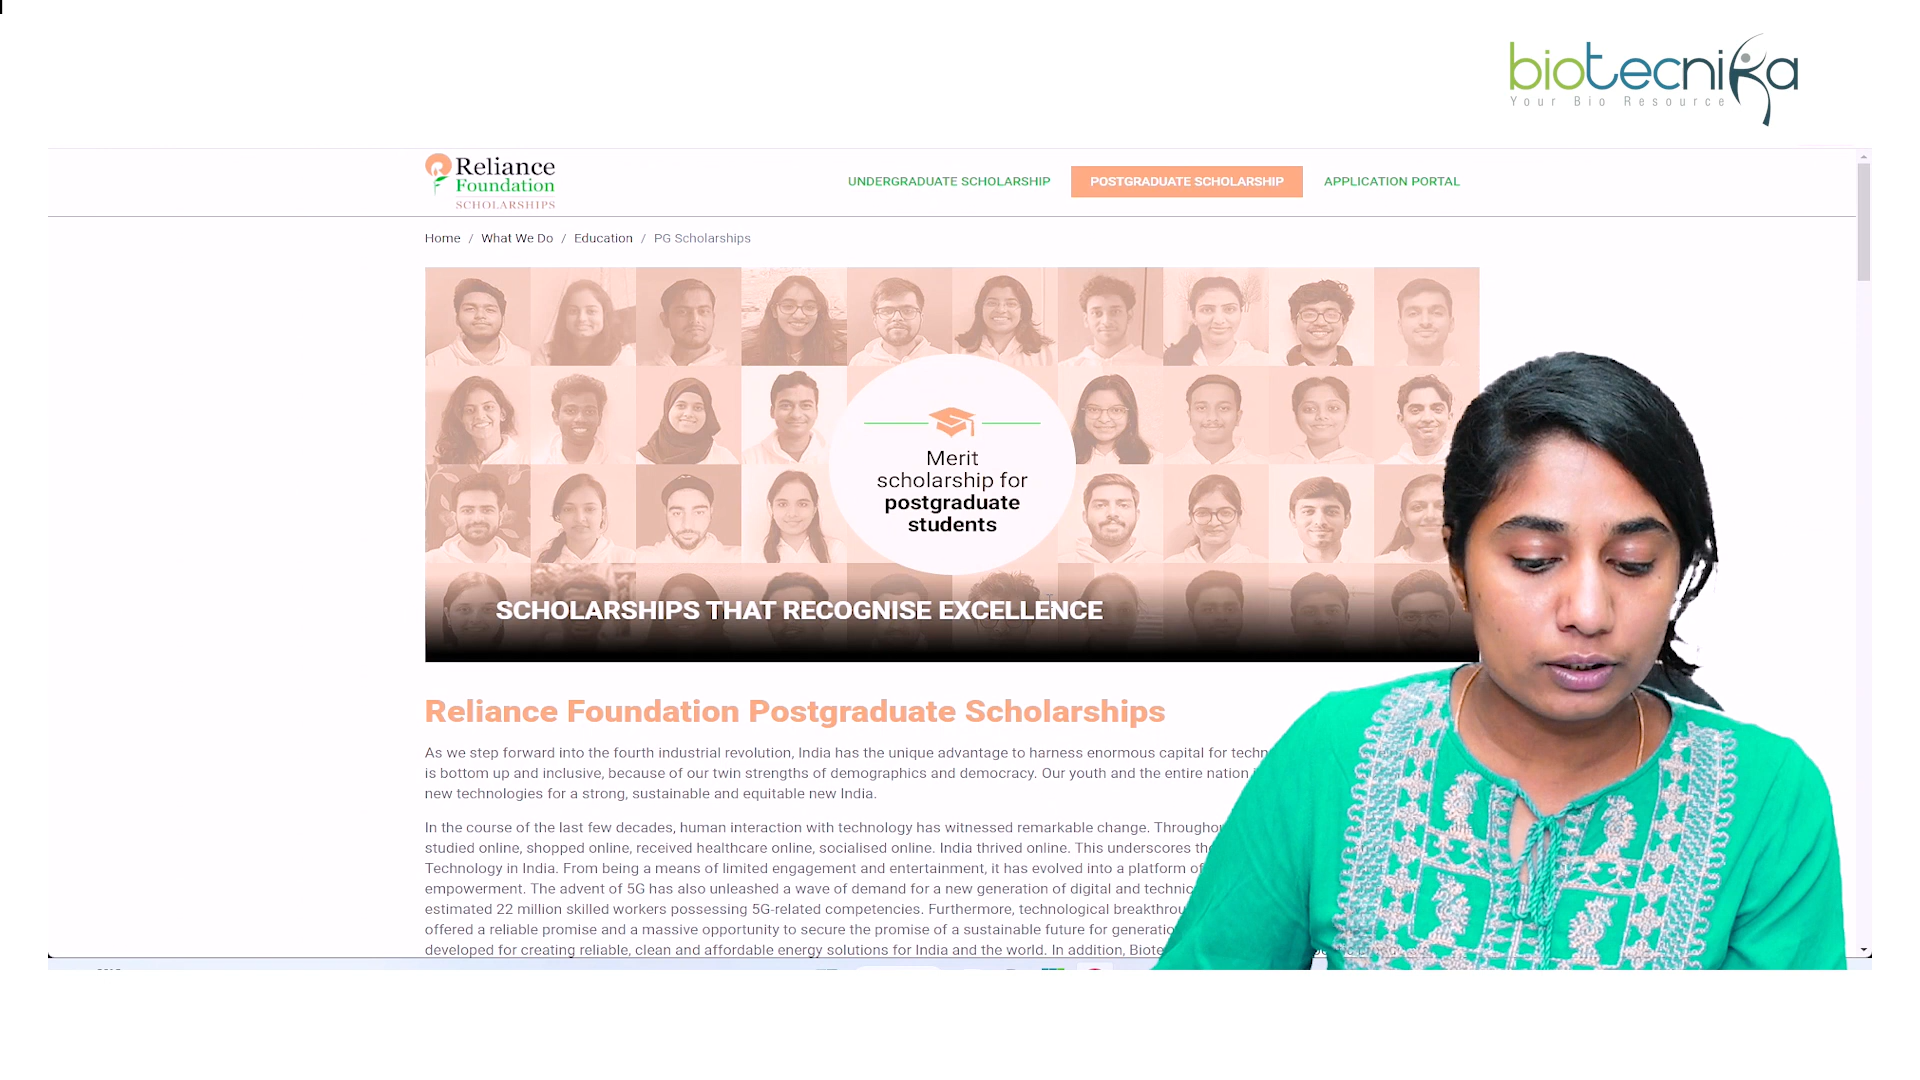 biotecnika
Your Bio Resource
Reliance
Foundation
SCHOLARSHIPS
UNDERGRADUATE SCHOLARSHIP
POSTGRADUATE SCHOLARSHIP
APPLICATION PORTAL
Home / What We Do / Education / PG Scholarships
Merit
scholarship for
postgraduate
students
SCHOLARSHIPS THAT RECOGNISE EXCELLENCE
Reliance Foundation Postgraduate Scholarships
As we step forward into the fourth industrial revolution, India has the unique advantage to harness enormous capital for
is bottom up and inclusive, because of our twin strengths of demographics and democracy. Our youth and the entire nation
new technologies for a strong, sustainable and equitable new India.
In the course of the last few decades, human interaction with technology has witnessed remarkable change.
studied online, shopped online, received healthcare online, socialised online. India thrived online. This underscores
Technology in India. From being a means of limited engagement and entertainment, it has evolved into a platform of
empowerment. The advent of 5G has also unleashed a wave of demand for a new generation of digital and
estimated 22 million skilled workers possessing 5G-related competencies. Furthermore, technological
offered a reliable promise and a massive opportunity to secure the promise of a sustainable future for
developed for creating reliable, clean and affordable energy solutions for India and the world. In addition,